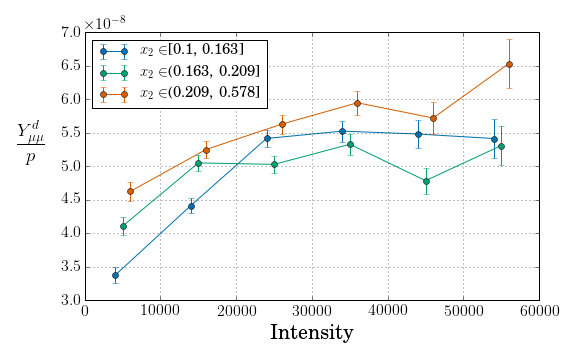 ×10⁻⁸
7.0
6.5
6.0
5.5
5.0
4.5
4.0
3.5
3.0
x₂ ∈[0.1, 0.163]
x₂ ∈(0.163, 0.209]
x₂ ∈(0.209, 0.578]
Y^d_μμ
p
0 10000 20000 30000 40000 50000 60000
Intensity